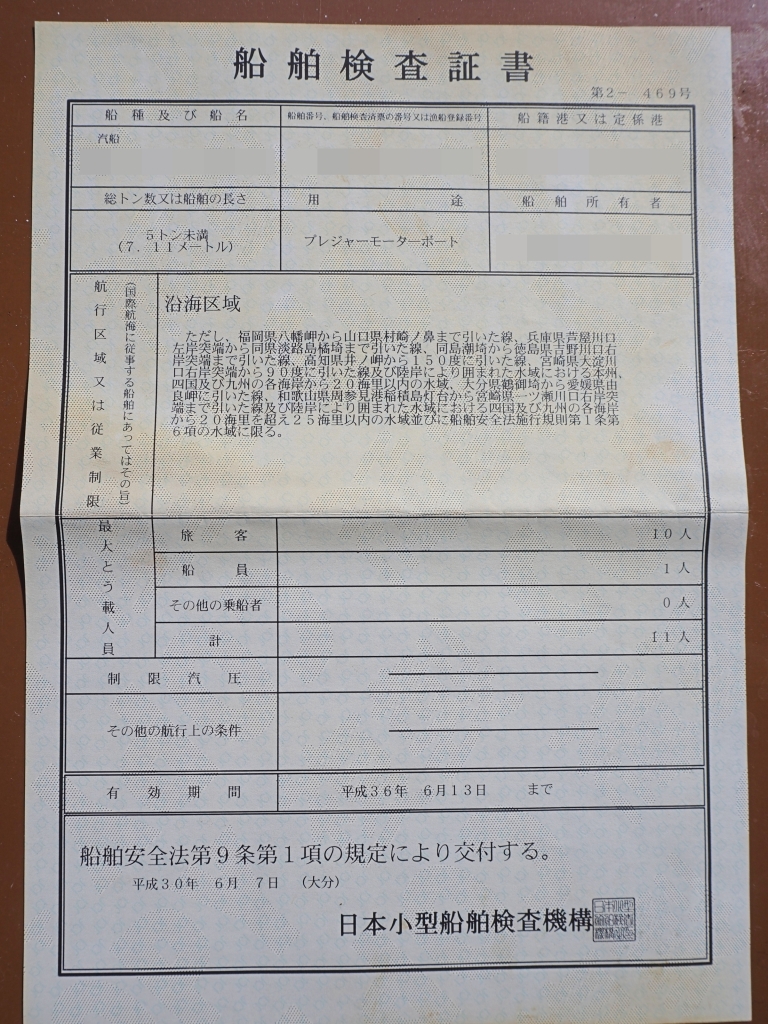 船舶検査証書
第2－ 469号
船種及び船名
船舶番号、船舶検査済票の番号又は漁船登録番号
船籍港又は定係港
汽船
総トン数又は船舶の長さ
用途
船舶所有者
5トン未満
(7.11メートル)
プレジャーモーターボート
航行区域又は従業制限
(国際航海に従事する船舶にあってはその旨)
沿海区域
ただし、福岡県八幡岬から山口県村崎ノ鼻まで引いた線、兵庫県芦屋川口
左岸突端から同県淡路島橘埼まで引いた線、同島潮埼から徳島県吉野川口右
岸突端まで引いた線、高知県井ノ岬から150度に引いた線、宮崎県大淀川
口右岸突端から90度に引いた線及び陸岸により囲まれた水域における本州、
四国及び九州の各海岸から20海里以内の水域、大分県鶴御埼から愛媛県由
良岬に引いた線、和歌山県周参見港稲積島灯台から宮崎県一ツ瀬川口右岸突
端まで引いた線及び陸岸により囲まれた水域における四国及び九州の各海岸
から20海里を超え25海里以内の水域並びに船舶安全法施行規則第1条第
6項の水域に限る。
最大とう載人員
旅客
10人
船員
1人
その他の乗船者
0人
計
11人
制限汽圧
その他の航行上の条件
有効期間
平成36年 6月13日 まで
船舶安全法第9条第1項の規定により交付する。
平成30年 6月 7日 (大分)
日本小型船舶検査機構